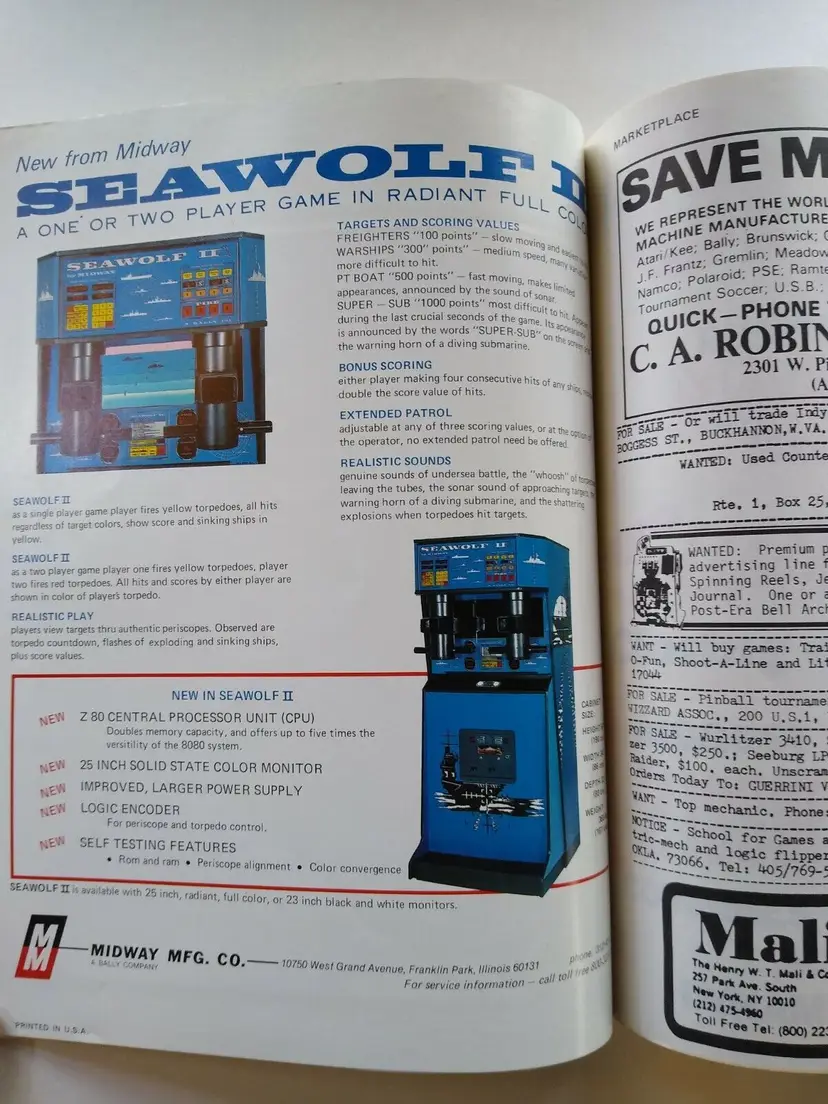 New from Midway
SEAWOLF II
A ONE OR TWO PLAYER GAME IN RADIANT FULL
SEAWOLF II
by MIDWAY
TARGETS AND SCORING VALUES
FREIGHTERS "100 points" — slow moving and
WARSHIPS "300" points" — medium speed, many
more difficult to hit.
PT BOAT "500 points" — fast moving, makes limited
appearances, announced by the sound of sonar.
SUPER – SUB "1000 points" most difficult to hit.
during the last crucial seconds of the game. Its
is announced by the words "SUPER-SUB" on the
the warning horn of a diving submarine.
BONUS SCORING
either player making four consecutive hits of any ships,
double the score value of hits.
EXTENDED PATROL
adjustable at any of three scoring values, or at the option
the operator, no extended patrol need be offered.
REALISTIC SOUNDS
genuine sounds of undersea battle, the "whoosh" of
leaving the tubes, the sonar sound of approaching
warning horn of a diving submarine, and the shattering
explosions when torpedoes hit targets.
SEAWOLF II
as a single player game player fires yellow torpedoes, all hits
regardless of target colors, show score and sinking ships in
yellow.
SEAWOLF II
as a two player game player one fires yellow torpedoes, player
two fires red torpedoes. All hits and scores by either player are
shown in color of player's torpedo.
REALISTIC PLAY
players view targets thru authentic periscopes. Observed are
torpedo countdown, flashes of exploding and sinking ships,
plus score values.
SEAWOLF II
NEW IN SEAWOLF II
NEW Z 80 CENTRAL PROCESSOR UNIT (CPU)
Doubles memory capacity, and offers up to five times the
versitility of the 8080 system.
NEW 25 INCH SOLID STATE COLOR MONITOR
NEW IMPROVED, LARGER POWER SUPPLY
NEW LOGIC ENCODER
For periscope and torpedo control.
NEW SELF TESTING FEATURES
• Rom and ram • Periscope alignment • Color convergence
CABINET
SIZE:
HEIGHT
WIDTH
DEPTH
WEIGHT
SEAWOLF II is available with 25 inch, radiant, full color, or 23 inch black and white monitors.
MM
MIDWAY MFG. CO.
A BALLY COMPANY
10750 West Grand Avenue, Franklin Park, Illinois 60131
phone,
For service information – call toll free
PRINTED IN U.S.A.
MARKETPLACE
SAVE
WE REPRESENT THE
MACHINE
Atari/Kee; Bally; Brunswick;
J.F. Frantz; Gremlin;
Namco; Polaroid; PSE;
Tournament Soccer; U.S.B.;
QUICK—PHONE
C. A.
2301 W.
FOR SALE - Or will trade Indy
BOGGESS ST., BUCKHANNON, W.VA.
WANTED: Used
Rte. 1, Box 25,
WANTED: Premium
advertising line
Spinning Reels,
Journal. One or
Post-Era Bell
WANT - Will buy games:
O-Fun, Shoot-A-Line and
17044
FOR SALE - Pinball
WIZZARD ASSOC., 200 U.S.1,
FOR SALE - Wurlitzer 3410,
zer 3500, $250.; Seeburg
Raider, $100. each.
Orders Today To: GUERRINI
WANT - Top mechanic. Phone:
NOTICE - School for Games
tric-mech and logic
OKLA. 73066. Tel: 405/769-5
Mali
The Henry W. T. Mali & Co
257 Park Ave. South
New York, NY 10010
(212) 475-4960
Toll Free Tel: (800)